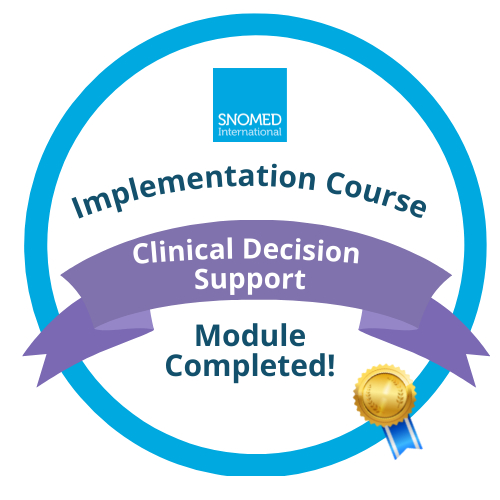 SNOMED
International
Implementation Course
Clinical Decision
Support
Module
Completed!